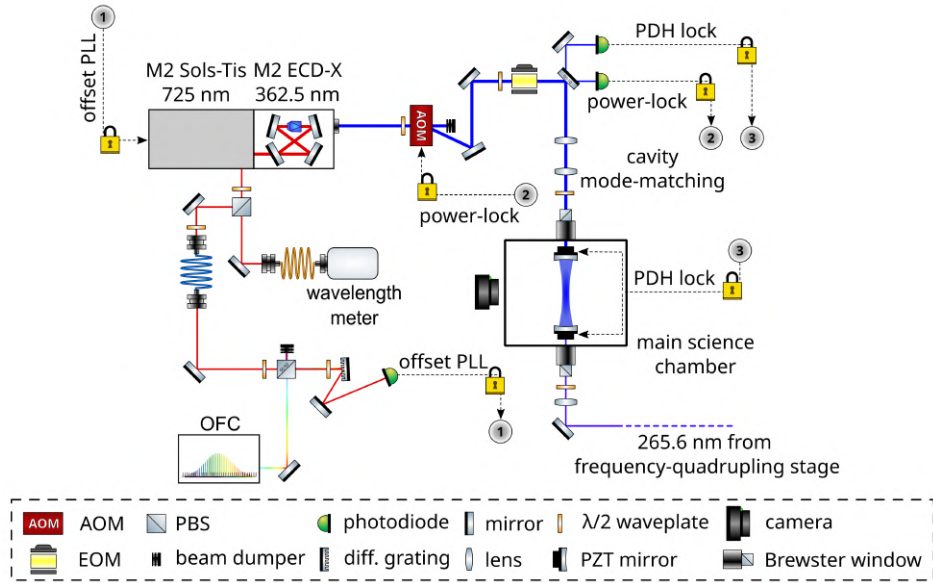 1
offset PLL
M2 Sols-Tis
725 nm
M2 ECD-X
362.5 nm
AOM
PDH lock
power-lock
2
3
2
power-lock
cavity
mode-matching
wavelength
meter
3
PDH lock
main science
chamber
offset PLL
1
OFC
265.6 nm from
frequency-quadrupling stage
AOM AOM
PBS
photodiode
mirror
λ/2 waveplate
camera
EOM
beam dumper
diff. grating
lens
PZT mirror
Brewster window